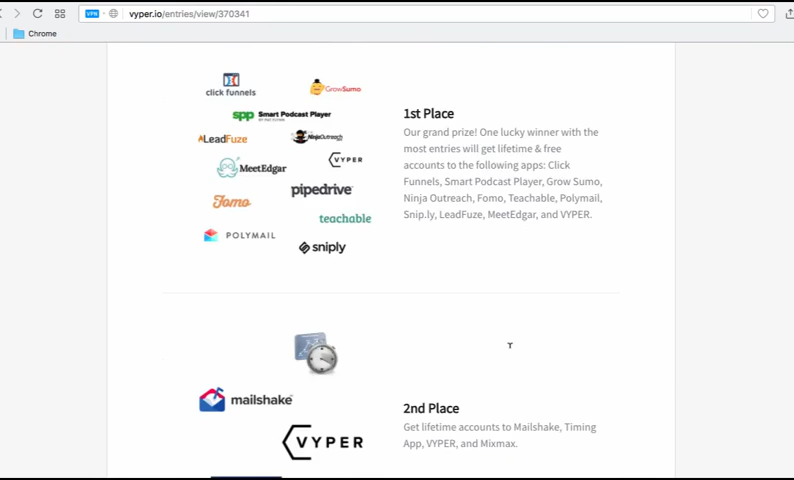 VPN vyper.io/entries/view/370341
Chrome
click funnels
GrowSumo
spp Smart Podcast Player
LeadFuze
NinjaOutreach
MeetEdgar
VYPER
pipedrive
Fomo
teachable
POLYMAIL
sniply
1st Place
Our grand prize! One lucky winner with the
most entries will get lifetime & free
accounts to the following apps: Click
Funnels, Smart Podcast Player, Grow Sumo,
Ninja Outreach, Fomo, Teachable, Polymail,
Snip.ly, LeadFuze, MeetEdgar, and VYPER.
mailshake
VYPER
2nd Place
Get lifetime accounts to Mailshake, Timing
App, VYPER, and Mixmax.